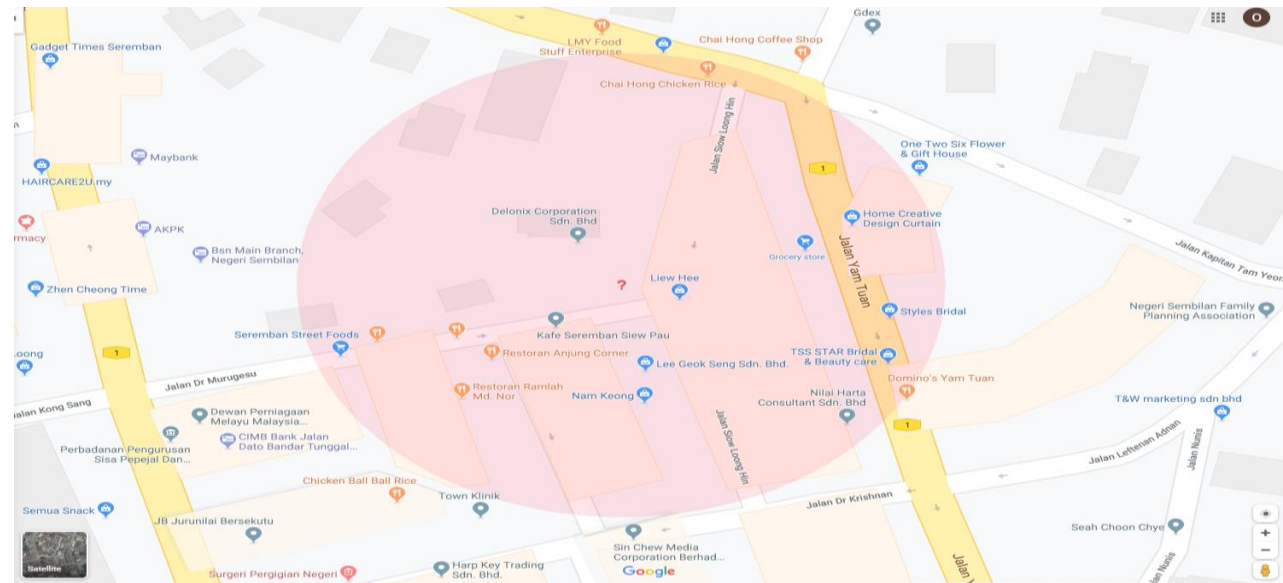 Gdex
O
Gadget Times Seremban
LMY Food
Stuff Enterprise
Chai Hong Coffee Shop
Chai Hong Chicken Rice
Jalan Siow Loong Hin
Maybank
One Two Six Flower
& Gift House
1
HAIRCARE2U.my
rmacy
AKPK
Delonix Corporation
Sdn. Bhd
Home Creative
Design Curtain
Bsn Main Branch,
Negeri Sembilan
Grocery store
Jalan Yam Tuan
Jalan Kapitan Tam Yeon
Liew Hee
?
Zhen Cheong Time
Styles Bridal
Negeri Sembilan Family
Planning Association
Seremban Street Foods
Kafe Seremban Siew Pau
oong
1
Restoran Anjung Corner
TSS STAR Bridal
& Beauty care
Lee Geok Seng Sdn. Bhd.
Jalan Dr Murugesu
Domino's Yam Tuan
Restoran Ramlah
Md. Nor
Nam Keong
Nilai Harta
Consultant Sdn. Bhd
T&W marketing sdn bhd
alan Kong Sang
Dewan Perniagaan
Melayu Malaysia...
1
Jalan Siow Loong Hin
Perbadanan Pengurusan
Sisa Pepejal Dan...
CIMB Bank Jalan
Dato Bandar Tunggal...
Jalan Leftenan Adnan
Jalan Nunis
Chicken Ball Ball Rice
Town Klinik
Jalan Dr Krishnan
Semua Snack
JB Jurunilai Bersekutu
Seah Choon Chye
Sin Chew Media
Corporation Berhad...
Satellite
Surgeri Pergigian Negeri
Harp Key Trading
Sdn. Bhd.
Google
Jalan
Nunis